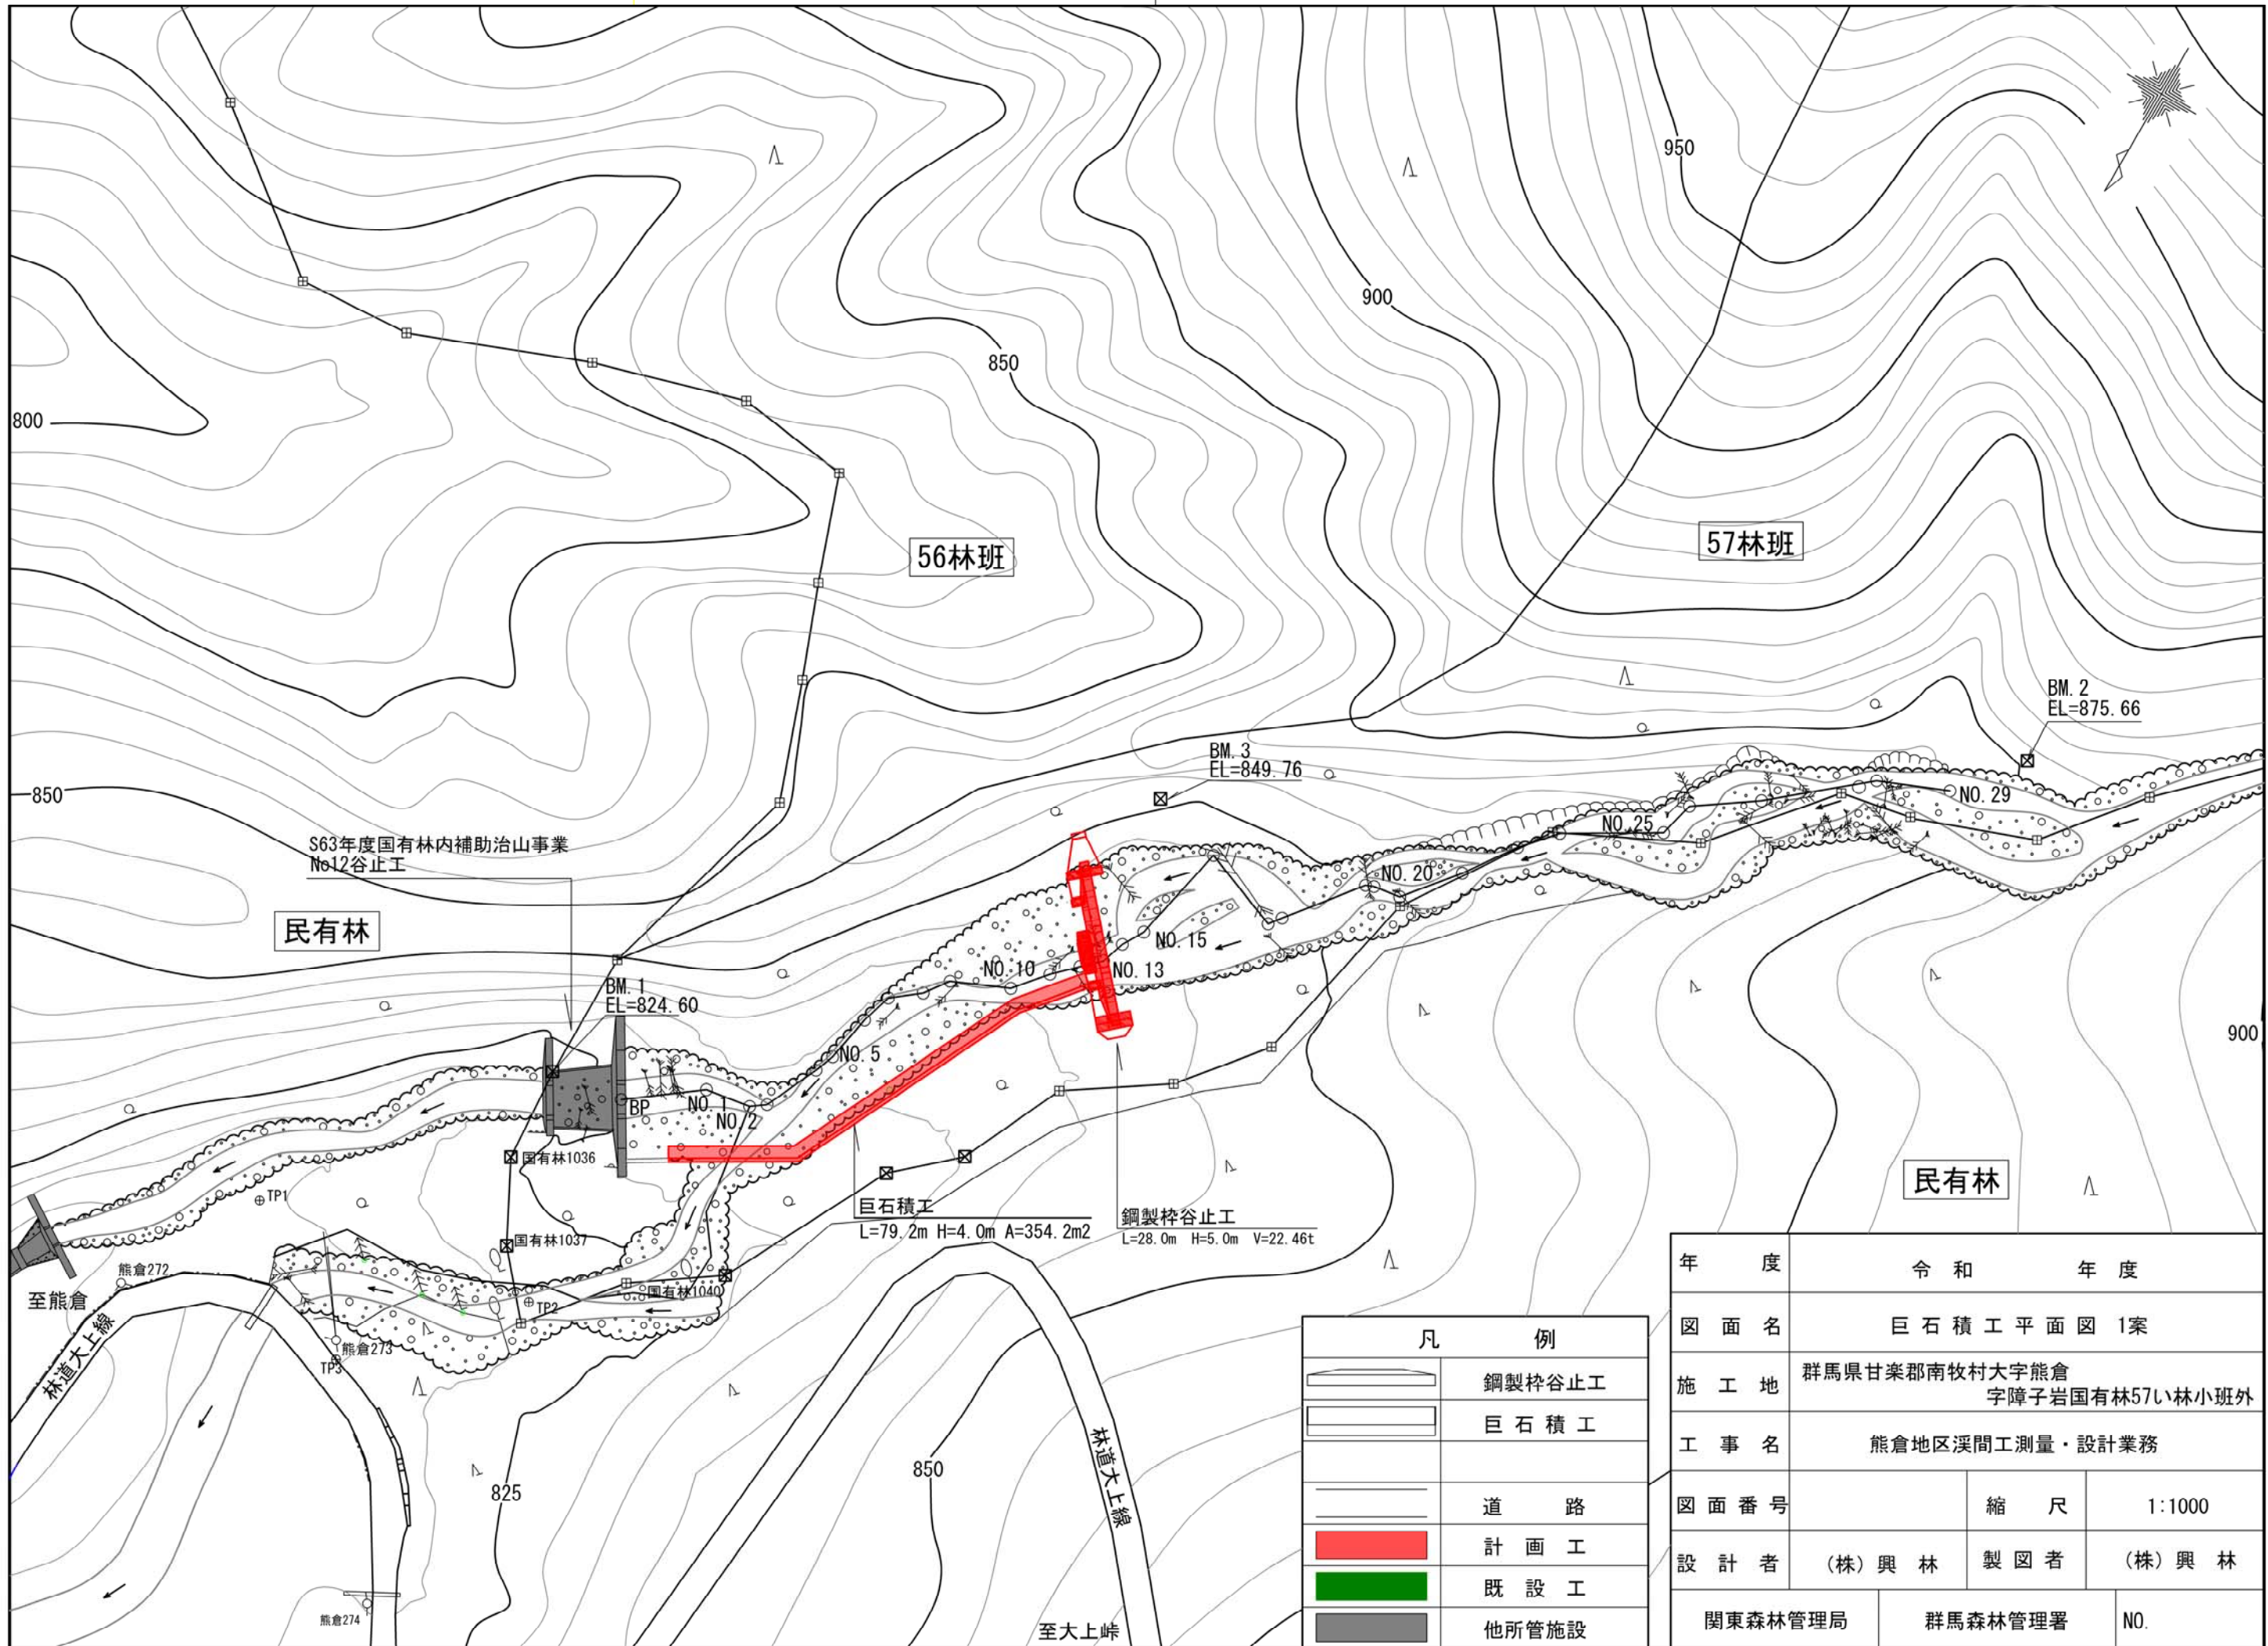 950
900
850
800
56林班
57林班
BM.2
EL=875.66
BM.3
EL=849.76
850
NO.29
NO.25
S63年度国有林内補助治山事業
No12谷止工
NO.20
民有林
NO.15
NO.10
NO.13
BM.1
EL=824.60
900
NO.5
BP
NO.1
NO.2
国有林1036
民有林
TP1
巨石積工
L=79.2m H=4.0m A=354.2m2
鋼製枠谷止工
L=28.0m H=5.0m V=22.46t
国有林1037
熊倉272
国有林1040
至熊倉
TP2
林道大上線
熊倉273
TP3
林道大上線
850
825
熊倉274
至大上峠
凡 例
鋼製枠谷止工
巨石積工
道 路
計画工
既設工
他所管施設
年 度 令和 年度
図面名 巨石積工平面図 1案
施工地 群馬県甘楽郡南牧村大字熊倉
字障子岩国有林57い林小班外
工事名 熊倉地区渓間工測量・設計業務
図面番号 縮 尺 1:1000
設計者 (株)興 林 製図者 (株)興 林
関東森林管理局 群馬森林管理署 NO.